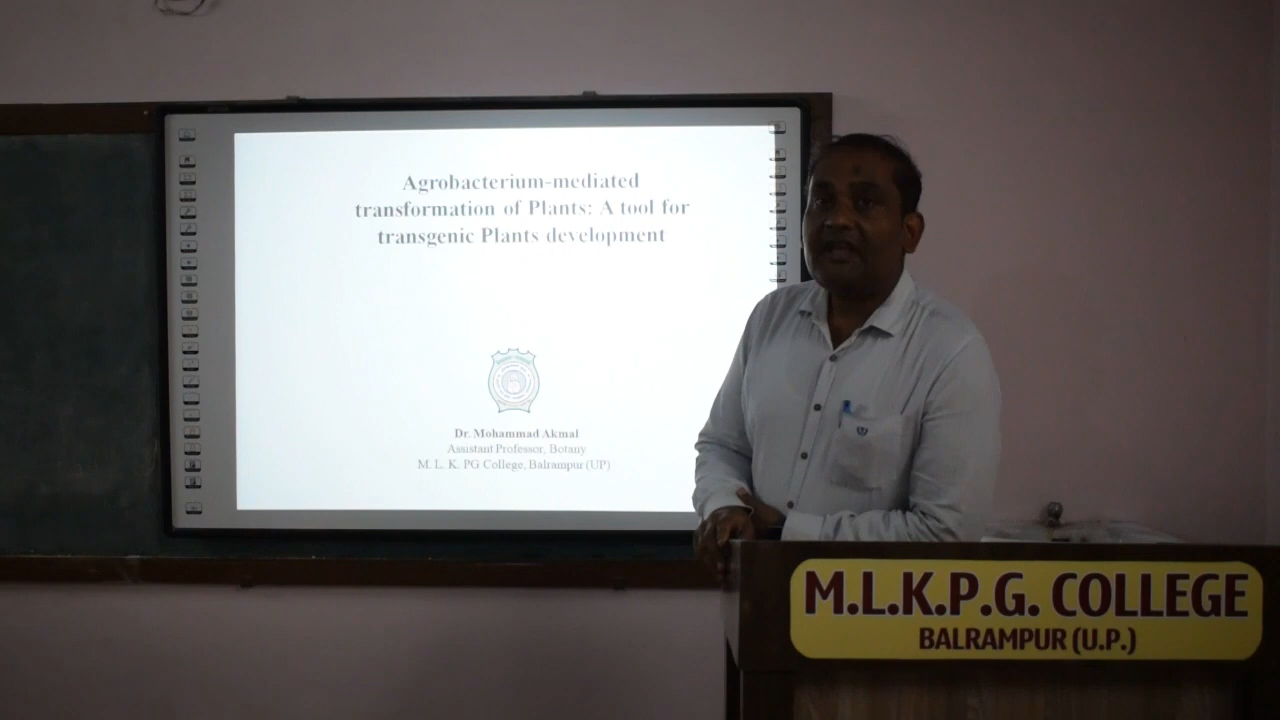 Agrobacterium-mediated
transformation of Plants: A tool for
transgenic Plants development
Dr. Mohammad Akmal
Assistant Professor, Botany
M. L. K. PG College, Balrampur (UP)
M.L.K.P.G. COLLEGE
BALRAMPUR (U.P.)